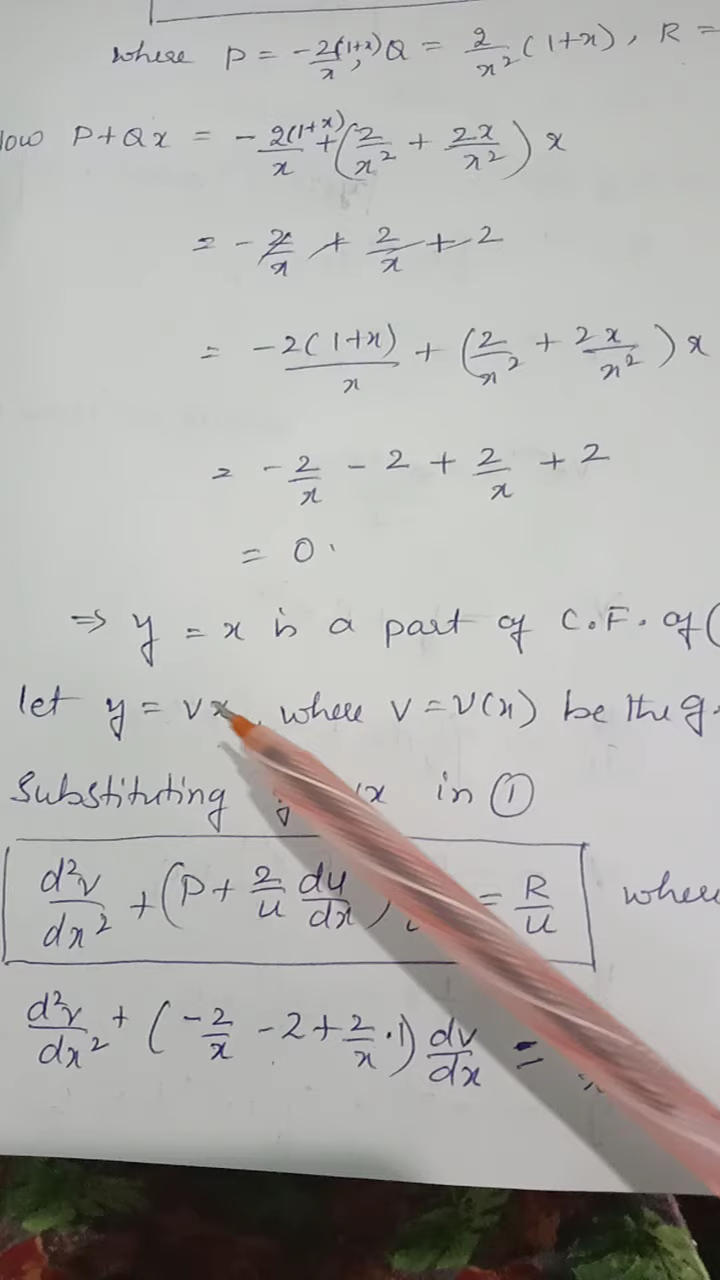 where P = -2(1+x)/x, Q = 2/x² (1+x), R =
P+Qx = -2(1+x)/x + (2/x² + 2x/x²) x
= -2/x + 2/x + 2
= -2(1+x)/x + (2/x² + 2x/x²) x
= -2/x - 2 + 2/x + 2
= 0.
⇒ y = x is a part of C.F. of (
let y = vx, where v = v(x) be the g.
Substituting x in ①
d²v/dx² + (P + 2/u du/dx) = R/u where
d²v/dx² + (-2/x - 2 + 2/x · 1) dv/dx =